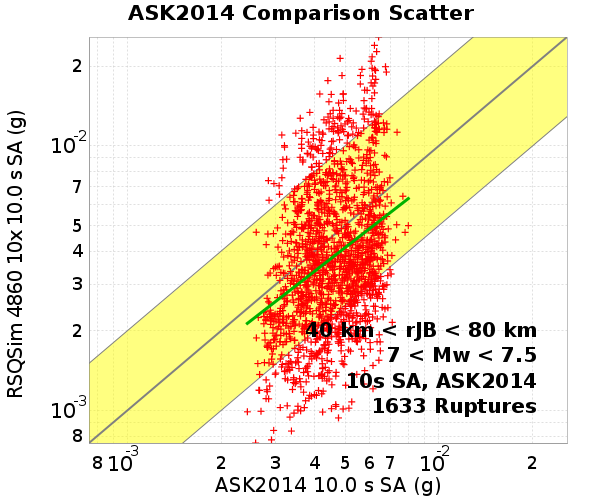 ASK2014 Comparison Scatter
RSQSim 4860 10x 10.0 s SA (g)
2
10-2
7
5
4
3
2
10-3
8
40 km < rJB < 80 km
7 < Mw < 7.5
10s SA, ASK2014
1633 Ruptures
8 10-3 2 3 4 5 6 7 10-2 2
ASK2014 10.0 s SA (g)